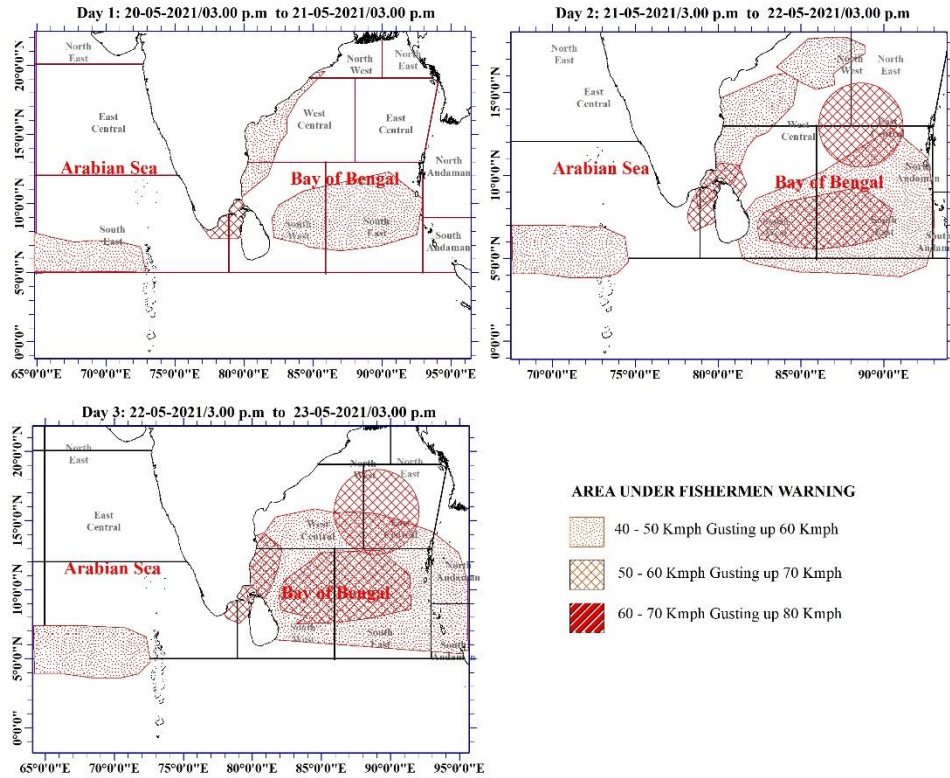 Day 1: 20-05-2021/03.00 p.m to 21-05-2021/03.00 p.m
North East
North West
North East
East Central
West Central
East Central
Arabian Sea
Bay of Bengal
North Andaman
South East
South West
South East
South Andaman
20°0'0"N
15°0'0"N
10°0'0"N
5°0'0"N
0°0'0"
65°0'0"E 70°0'0"E 75°0'0"E 80°0'0"E 85°0'0"E 90°0'0"E 95°0'0"E
Day 2: 21-05-2021/3.00 p.m to 22-05-2021/03.00 p.m
North East
North West
North East
East Central
West Central
East Central
Arabian Sea
Bay of Bengal
North Andaman
South East
South West
South East
South Andaman
20°0'0"N
15°0'0"N
10°0'0"N
5°0'0"N
0°0'0"
70°0'0"E 75°0'0"E 80°0'0"E 85°0'0"E 90°0'0"E
Day 3: 22-05-2021/3.00 p.m to 23-05-2021/03.00 p.m
North East
North West
North East
East Central
West Central
East Central
Arabian Sea
Bay of Bengal
North Andaman
South West
South East
South Andaman
20°0'0"N
15°0'0"N
10°0'0"N
5°0'0"N
0°0'0"
65°0'0"E 70°0'0"E 75°0'0"E 80°0'0"E 85°0'0"E 90°0'0"E 95°0'0"E
AREA UNDER FISHERMEN WARNING
40 - 50 Kmph Gusting up 60 Kmph
50 - 60 Kmph Gusting up 70 Kmph
60 - 70 Kmph Gusting up 80 Kmph